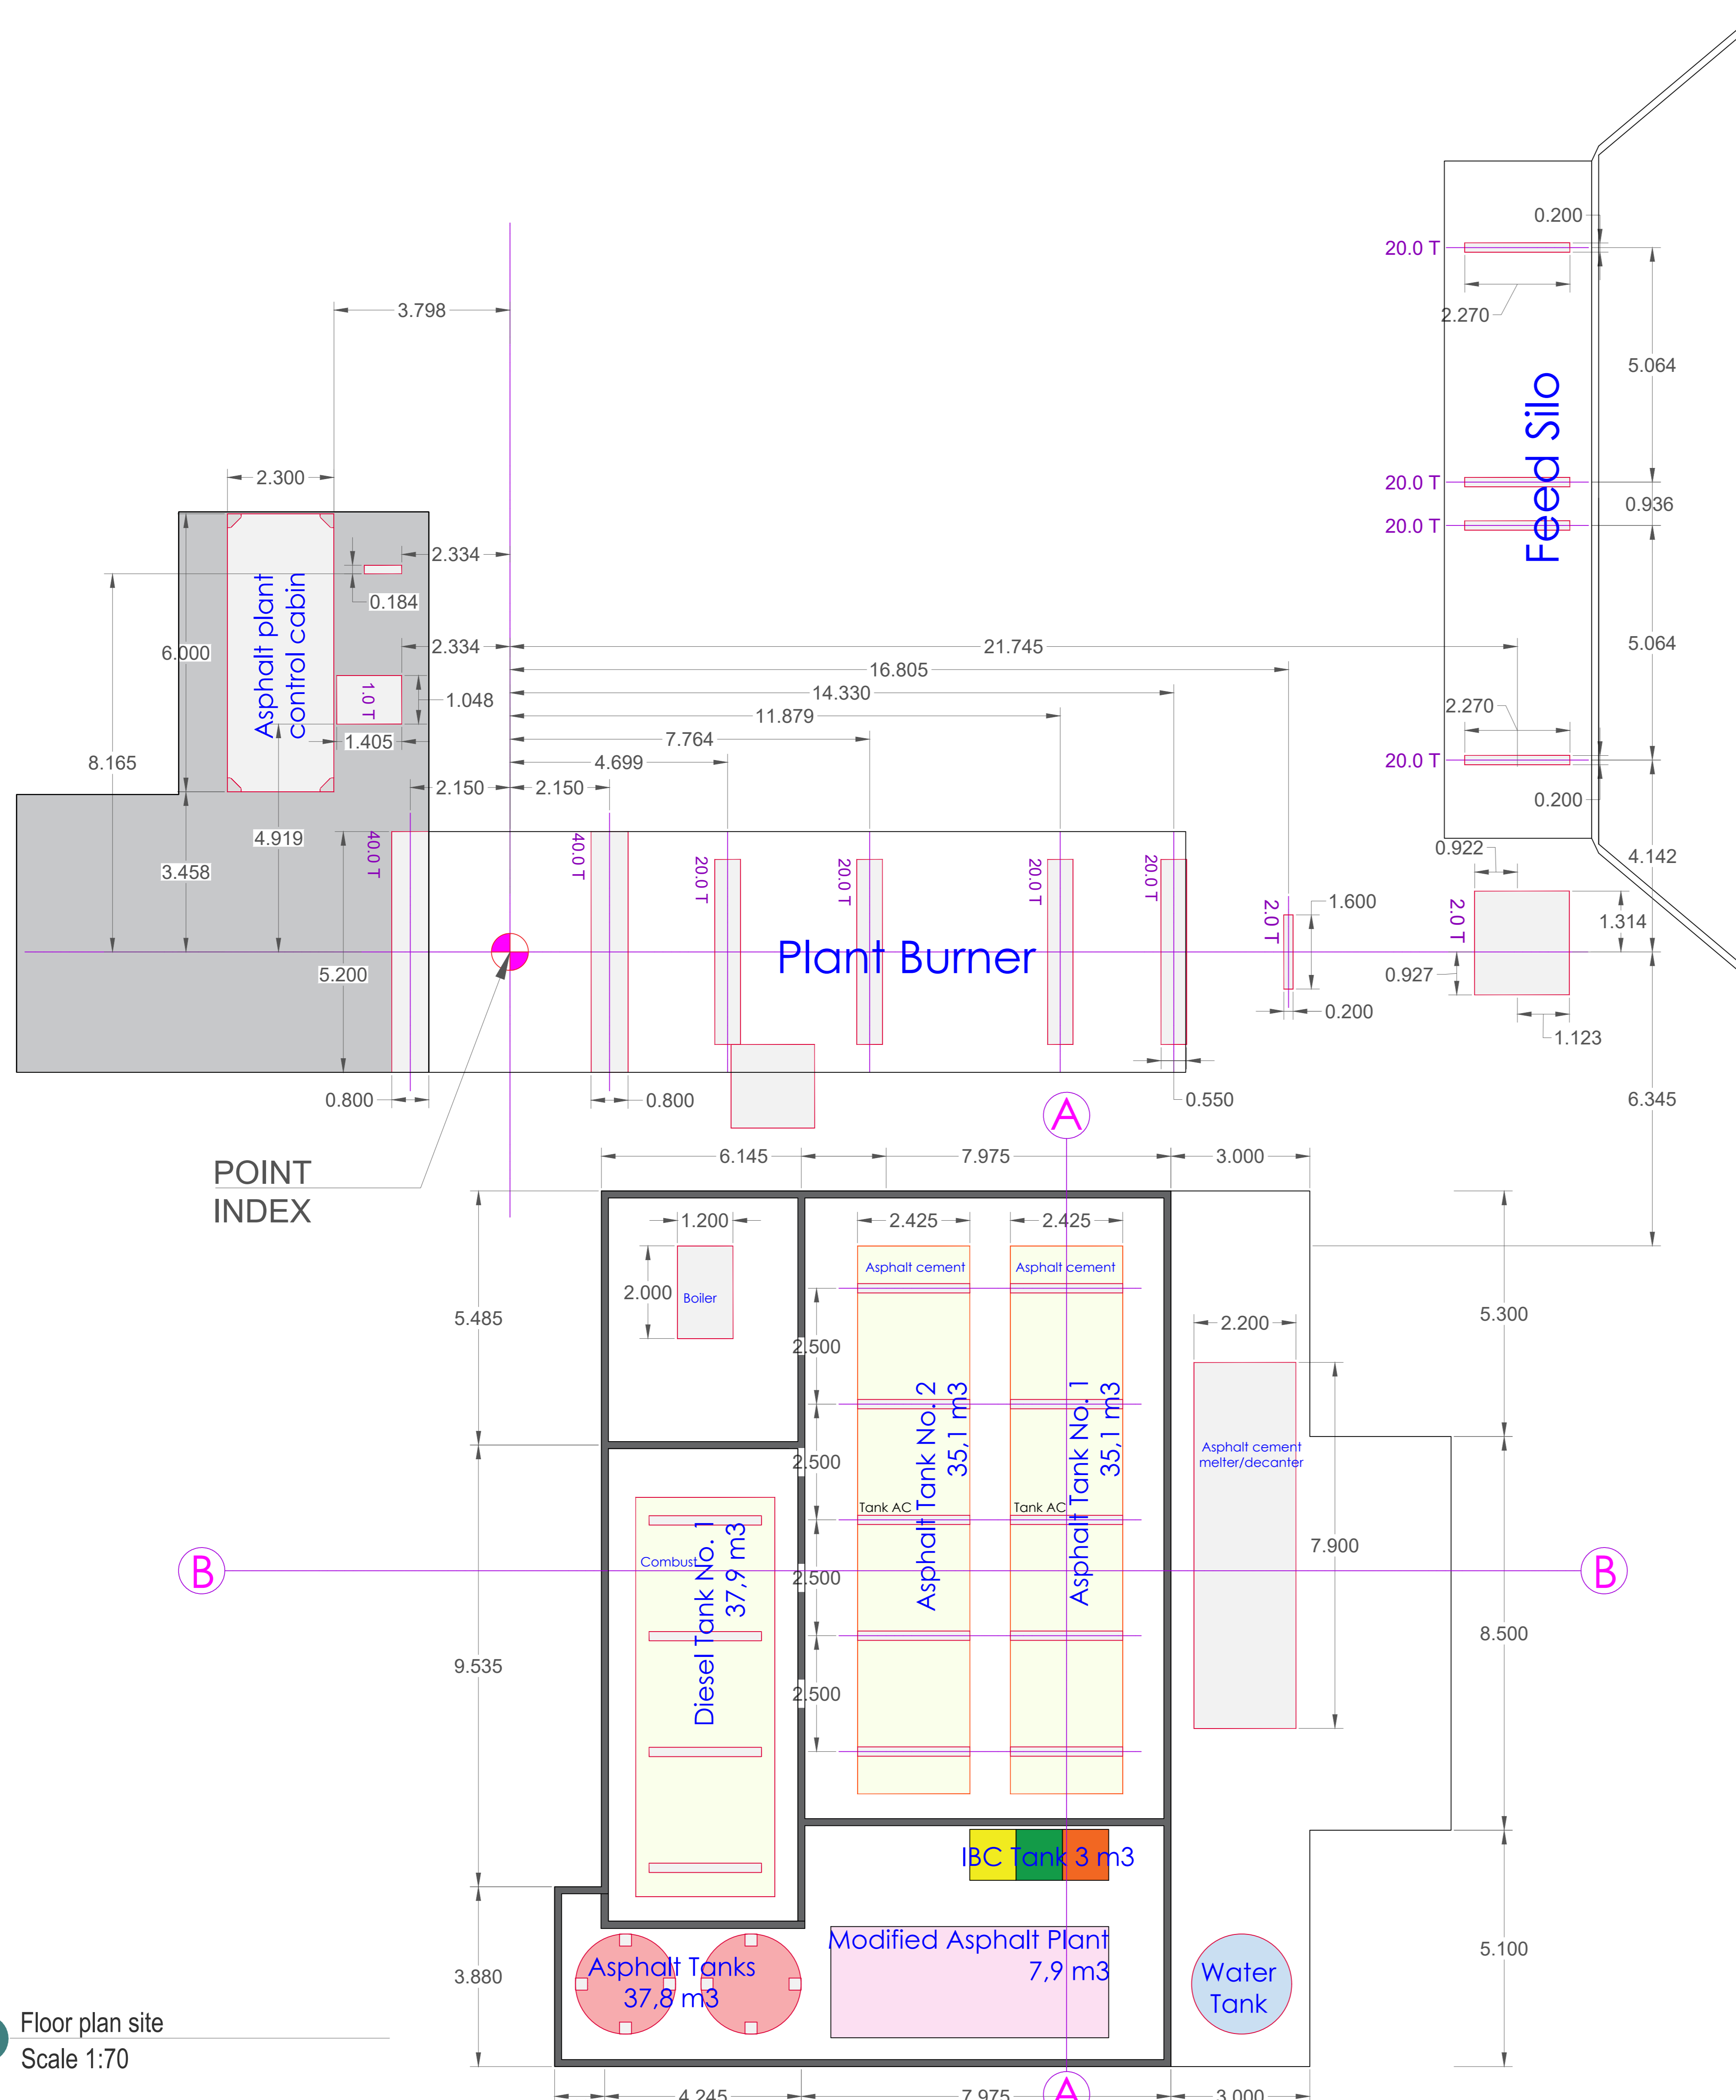 0.200
20.0 T
2.270
3.798
5.064
Feed Silo
2.300
20.0 T
0.936
20.0 T
2.334
0.184
Asphalt plant
control cabin
6.000
2.334
21.745
5.064
16.805
1.0 T
1.048
14.330
2.270
11.879
1.405
7.764
8.165
4.699
20.0 T
2.150
2.150
0.200
4.919
40.0 T
40.0 T
20.0 T
20.0 T
20.0 T
20.0 T
0.922
4.142
3.458
1.600
2.0 T
2.0 T
1.314
Plant Burner
5.200
0.927
0.200
1.123
0.800
0.800
0.550
6.345
A
POINT
INDEX
6.145
7.975
3.000
1.200
2.425
2.425
Asphalt cement
Asphalt cement
2.000
Boiler
5.485
5.300
2.200
2.500
Asphalt Tank No. 2
35,1 m3
Asphalt Tank No. 1
35,1 m3
Asphalt cement
melter/decanter
2.500
Tank AC
Tank AC
7.900
Combust
Diesel Tank No. 1
37,9 m3
B
2.500
B
8.500
9.535
2.500
IBC Tank 3 m3
Modified Asphalt Plant
7,9 m3
5.100
Asphalt Tanks
37,8 m3
3.880
Water
Tank
Floor plan site
Scale 1:70
4.245
7.975
A
3.000